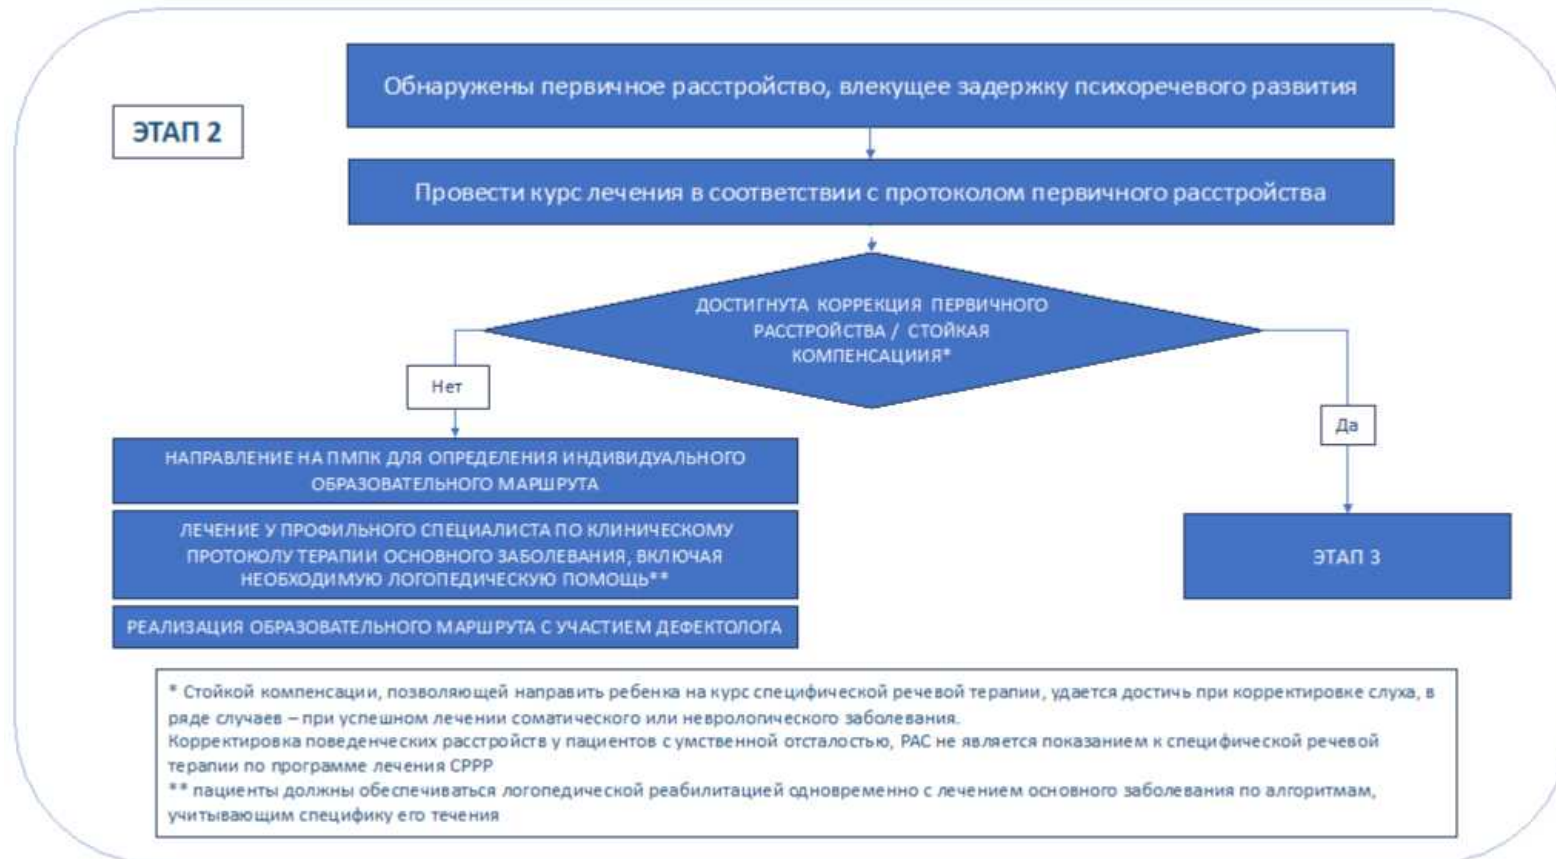 Обнаружены первичное расстройство, влекущее задержку психоречевого развития
ЭТАП 2
Провести курс лечения в соответствии с протоколом первичного расстройства
ДОСТИГНУТА КОРРЕКЦИЯ ПЕРВИЧНОГО
РАССТРОЙСТВА / СТОЙКАЯ
КОМПЕНСАЦИИЯ*
Нет
Да
НАПРАВЛЕНИЕ НА ПМПК ДЛЯ ОПРЕДЕЛЕНИЯ ИНДИВИДУАЛЬНОГО
ОБРАЗОВАТЕЛЬНОГО МАРШРУТА
ЛЕЧЕНИЕ У ПРОФИЛЬНОГО СПЕЦИАЛИСТА ПО КЛИНИЧЕСКОМУ
ПРОТОКОЛУ ТЕРАПИИ ОСНОВНОГО ЗАБОЛЕВАНИЯ, ВКЛЮЧАЯ
НЕОБХОДИМУЮ ЛОГОПЕДИЧЕСКУЮ ПОМОЩЬ**
ЭТАП 3
РЕАЛИЗАЦИЯ ОБРАЗОВАТЕЛЬНОГО МАРШРУТА С УЧАСТИЕМ ДЕФЕКТОЛОГА
* Стойкой компенсации, позволяющей направить ребенка на курс специфической речевой терапии, удается достичь при корректировке слуха, в
ряде случаев – при успешном лечении соматического или неврологического заболевания.
Корректировка поведенческих расстройств у пациентов с умственной отсталостью, РАС не является показанием к специфической речевой
терапии по программе лечения СРРР
** пациенты должны обеспечиваться логопедической реабилитацией одновременно с лечением основного заболевания по алгоритмам,
учитывающим специфику его течения